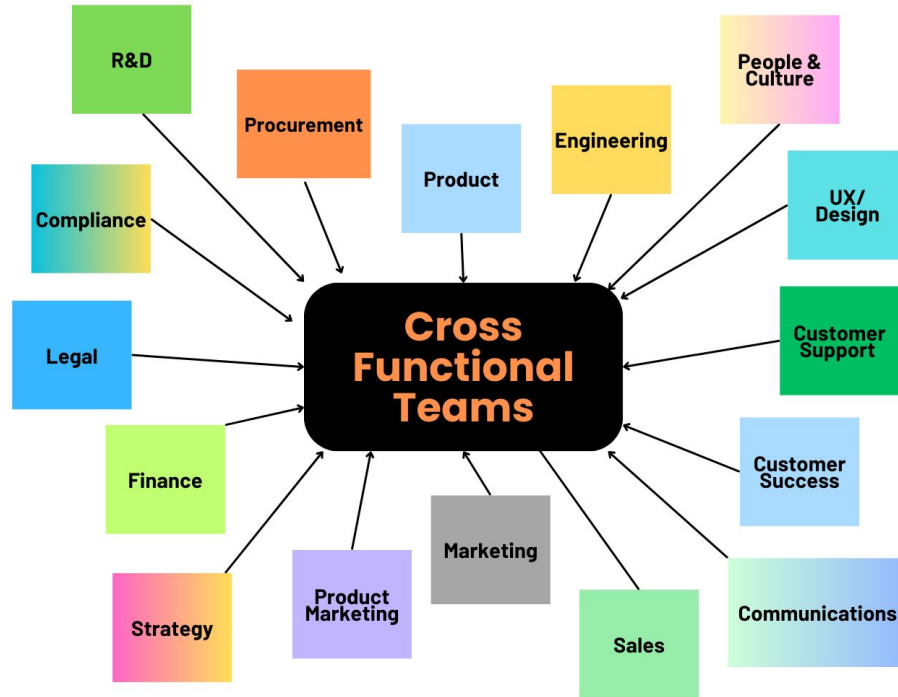 R&D
People &
Culture
Procurement
Engineering
Product
UX/
Design
Compliance
Cross
Functional
Teams
Legal
Customer
Support
Finance
Customer
Success
Marketing
Product
Marketing
Strategy
Sales
Communications